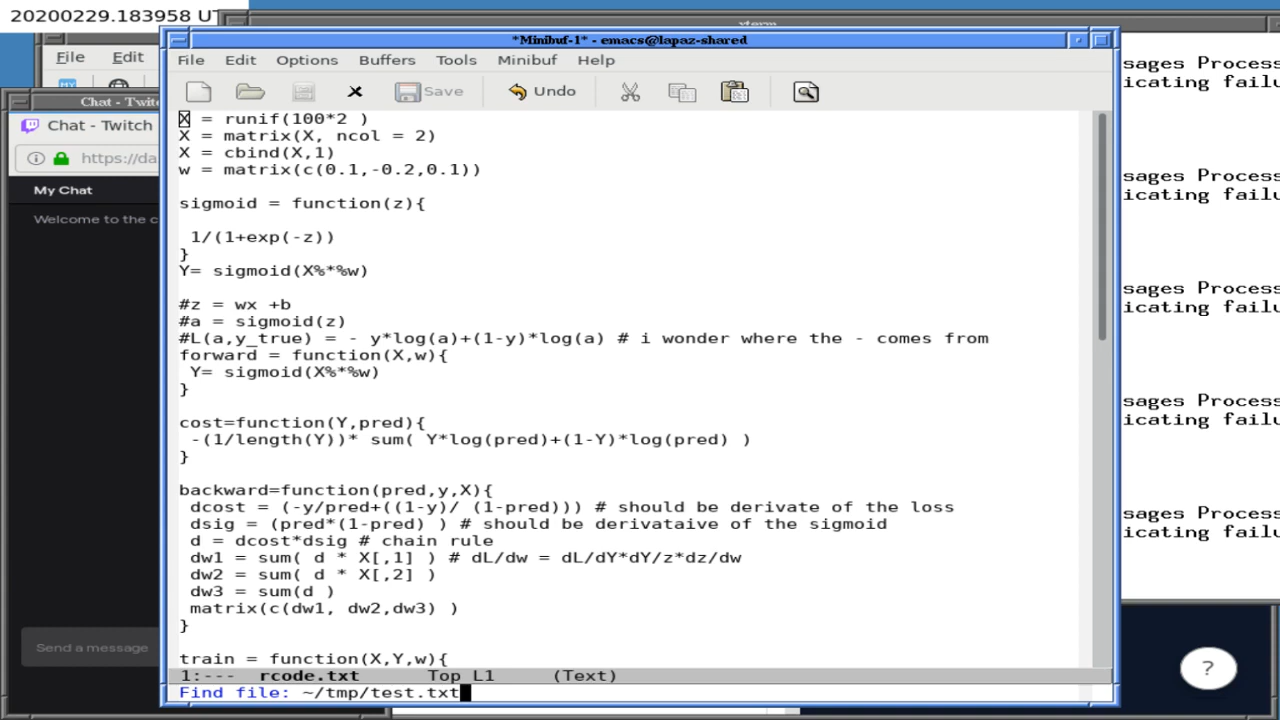 20200229.183958 UT
xterm
File Edit
Chat - Twitc
Chat - Twitch
https://da
My Chat
Welcome to the c
Send a message
*Minibuf-1* - emacs@lapaz-shared
File Edit Options Buffers Tools Minibuf Help
Save Undo
X = runif(100*2 )
X = matrix(X, ncol = 2)
X = cbind(X,1)
w = matrix(c(0.1,-0.2,0.1))
sigmoid = function(z){
1/(1+exp(-z))
}
Y= sigmoid(X%*%w)
#z = wx +b
#a = sigmoid(z)
#L(a,y_true) = - y*log(a)+(1-y)*log(a) # i wonder where the - comes from
forward = function(X,w){
Y= sigmoid(X%*%w)
}
cost=function(Y,pred){
-(1/length(Y))* sum( Y*log(pred)+(1-Y)*log(pred) )
}
backward=function(pred,y,X){
dcost = (-y/pred+((1-y)/ (1-pred))) # should be derivate of the loss
dsig = (pred*(1-pred) ) # should be derivataive of the sigmoid
d = dcost*dsig # chain rule
dw1 = sum( d * X[,1] ) # dL/dw = dL/dY*dY/z*dz/dw
dw2 = sum( d * X[,2] )
dw3 = sum(d )
matrix(c(dw1, dw2,dw3) )
}
train = function(X,Y,w){
1:--- rcode.txt Top L1 (Text)
Find file: ~/tmp/test.txt
sages Process
icating failu
sages Process
icating failu
sages Process
icating failu
sages Process
icating failu
sages Process
icating failu
?